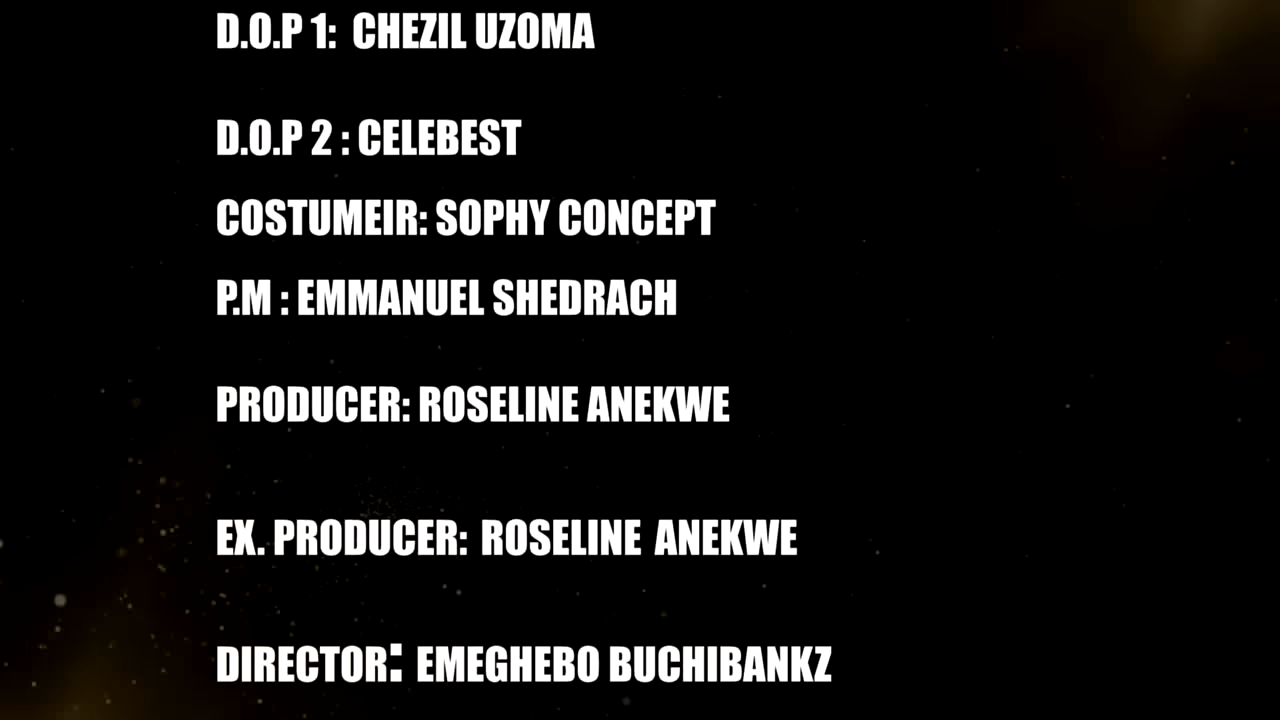 D.O.P 1: CHEZIL UZOMA
D.O.P 2 : CELEBEST
COSTUMEIR: SOPHY CONCEPT
P.M : EMMANUEL SHEDRACH
PRODUCER: ROSELINE ANEKWE
EX. PRODUCER: ROSELINE ANEKWE
DIRECTOR: EMEGHEBO BUCHIBANKZ